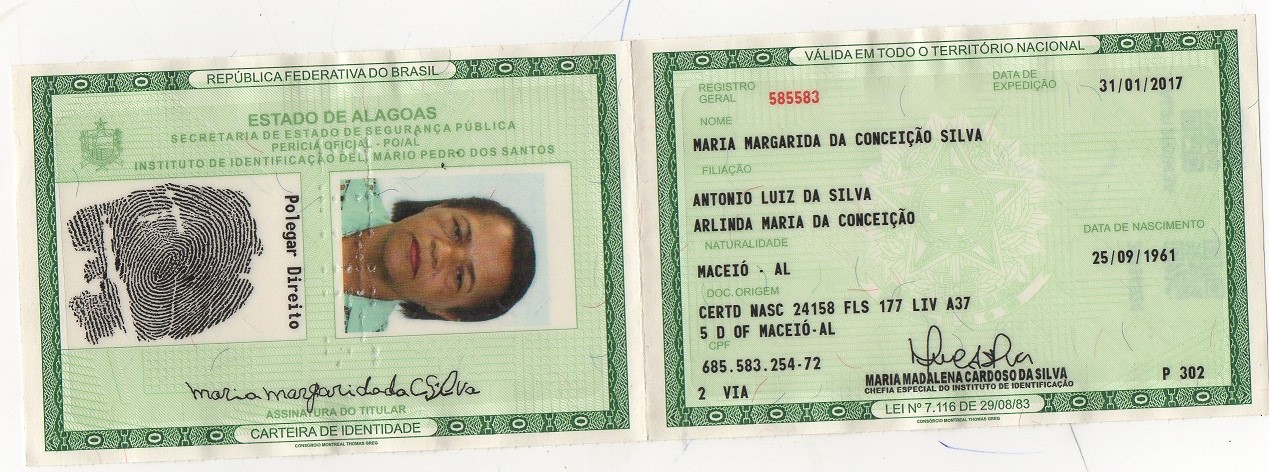 REPÚBLICA FEDERATIVA DO BRASIL
ESTADO DE ALAGOAS
SECRETARIA DE ESTADO DE SEGURANÇA PÚBLICA
PERÍCIA OFICIAL - PO/AL
INSTITUTO DE IDENTIFICAÇÃO DEL. MÁRIO PEDRO DOS SANTOS
Polegar Direito
maria margarida da C Silva
ASSINATURA DO TITULAR
CARTEIRA DE IDENTIDADE
CONSÓRCIO MONTREAL THOMAS GREG
VÁLIDA EM TODO O TERRITÓRIO NACIONAL
REGISTRO GERAL 585583
DATA DE EXPEDIÇÃO 31/01/2017
NOME
MARIA MARGARIDA DA CONCEIÇÃO SILVA
FILIAÇÃO
ANTONIO LUIZ DA SILVA
ARLINDA MARIA DA CONCEIÇÃO
NATURALIDADE
MACEIÓ - AL
DATA DE NASCIMENTO
25/09/1961
DOC. ORIGEM
CERTD NASC 24158 FLS 177 LIV A37
5 D OF MACEIÓ-AL
CPF
685.583.254-72
2 VIA
MARIA MADALENA CARDOSO DA SILVA
CHEFIA ESPECIAL DO INSTITUTO DE IDENTIFICAÇÃO
P 302
LEI Nº 7.116 DE 29/08/83
CONSÓRCIO MONTREAL THOMAS GREG